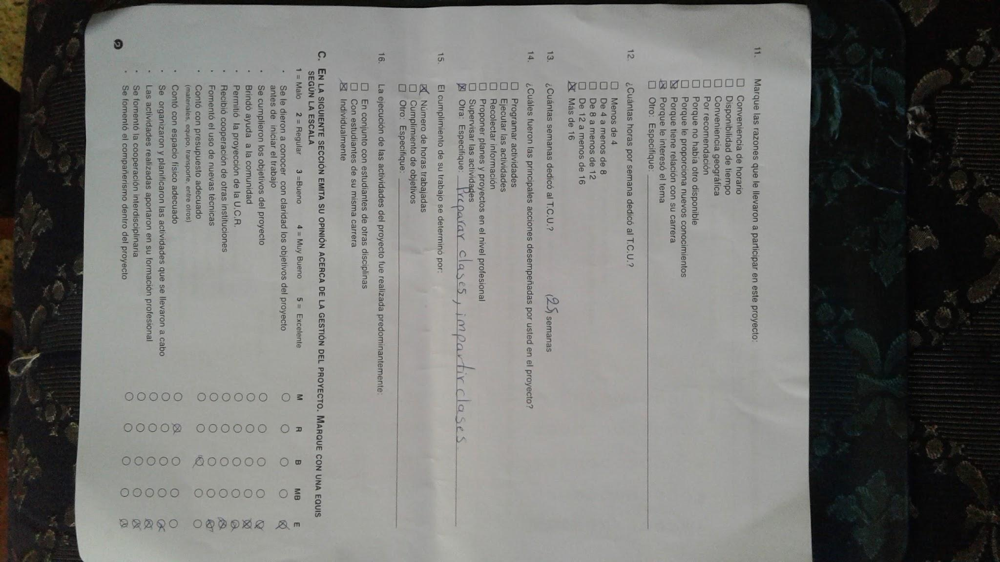 11. Marque las razones que le llevaron a participar en este proyecto:
☐ Conveniencia de horario
☐ Disponibilidad de tiempo
☐ Conveniencia geográfica
☐ Por recomendación
☐ Porque no había otro disponible
☐ Porque le proporciona nuevos conocimientos
☒ Porque tiene relación con su carrera
☒ Porque le interesó el tema
☐ Otro: Especifique:
12. ¿Cuántas horas por semana dedicó al T.C.U.?
☐ Menos de 4
☐ De 4 a menos de 8
☐ De 8 a menos de 12
☐ De 12 a menos de 16
☒ Más de 16
13. ¿Cuántas semanas dedicó al T.C.U.? 25 semanas
14. ¿Cuáles fueron las principales acciones desempeñadas por usted en el proyecto?
☐ Programar actividades
☐ Ejecutar las actividades
☐ Recolectar información
☐ Proponer planes y proyectos en el nivel profesional
☐ Supervisar las actividades
☒ Otra: Especifique: Preparar clases, impartir clases.
15. El cumplimiento de su trabajo se determinó por:
☒ Número de horas trabajadas
☐ Cumplimiento de objetivos
☐ Otro: Especifique:
16. La ejecución de las actividades del proyecto fue realizada predominantemente:
☐ En conjunto con estudiantes de otras disciplinas
☐ Con estudiantes de su misma carrera
☒ Individualmente
C. EN LA SIGUIENTE SECCIÓN EMITA SU OPINIÓN ACERCA DE LA GESTIÓN DEL PROYECTO. MARQUE CON UNA EQUIS
SEGÚN LA ESCALA
1 = Malo 2 = Regular 3 =Bueno 4 = Muy Bueno 5 = Excelente M R B MB E
• Se le dieron a conocer con claridad los objetivos del proyecto
antes de iniciar el trabajo ○ ○ ○ ○ ⊗
• Se cumplieron los objetivos del proyecto ○ ○ ○ ○ ⊗
• Brindó ayuda a la comunidad ○ ○ ○ ○ ⊗
• Permitió la proyección de la U.C.R. ○ ○ ○ ○ ⊗
• Recibió cooperación de otras instituciones ○ ○ ○ ○ ⊗
• Fomentó el uso de nuevas técnicas ○ ○ ○ ○ ⊗
• Contó con presupuesto adecuado ○ ○ ⊗ ○ ○
(materiales, equipo, transporte, entre otros)
• Contó con espacio físico adecuado ○ ⊗ ○ ○ ○
• Se organizaron y planificaron las actividades que se llevaron a cabo ○ ○ ○ ○ ⊗
• Las actividades realizadas aportaron en su formación profesional ○ ○ ○ ○ ⊗
• Se fomentó la cooperación interdisciplinaria ○ ○ ○ ○ ⊗
• Se fomentó el compañerismo dentro del proyecto ○ ○ ○ ○ ⊗